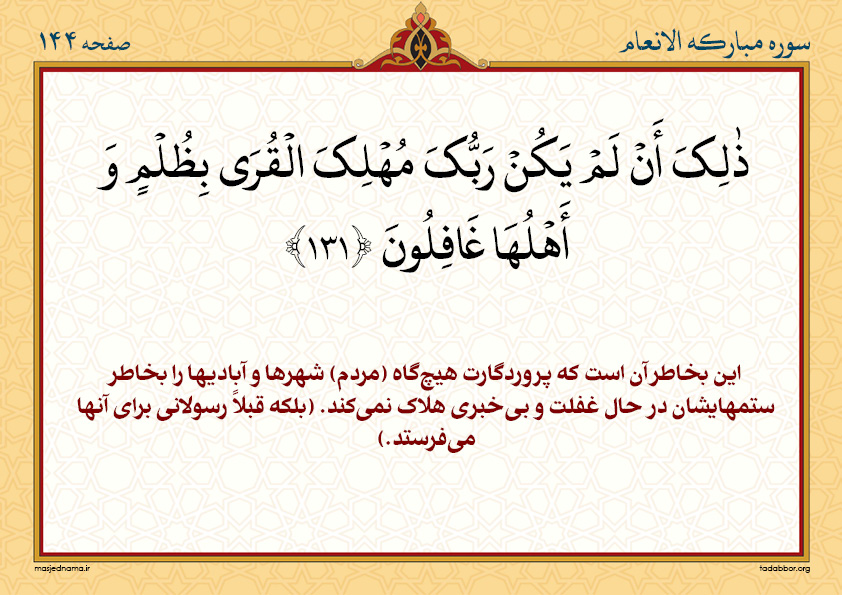 سوره مبارکه الانعام
صفحه ۱۴۴
ذَٰلِکَ أَنْ لَمْ یَکُنْ رَبُّکَ مُهْلِکَ الْقُرَى بِظُلْمٍ وَ
أَهْلُهَا غَافِلُونَ ﴿۱۳۱﴾
این بخاطر آن است که پروردگارت هیچ‌گاه (مردم) شهرها و آبادیها را بخاطر
ستمهایشان در حال غفلت و بی‌خبری هلاک نمی‌کند. (بلکه قبلاً رسولانی برای آنها
می‌فرستد.)
masjednama.ir
tadabbor.org